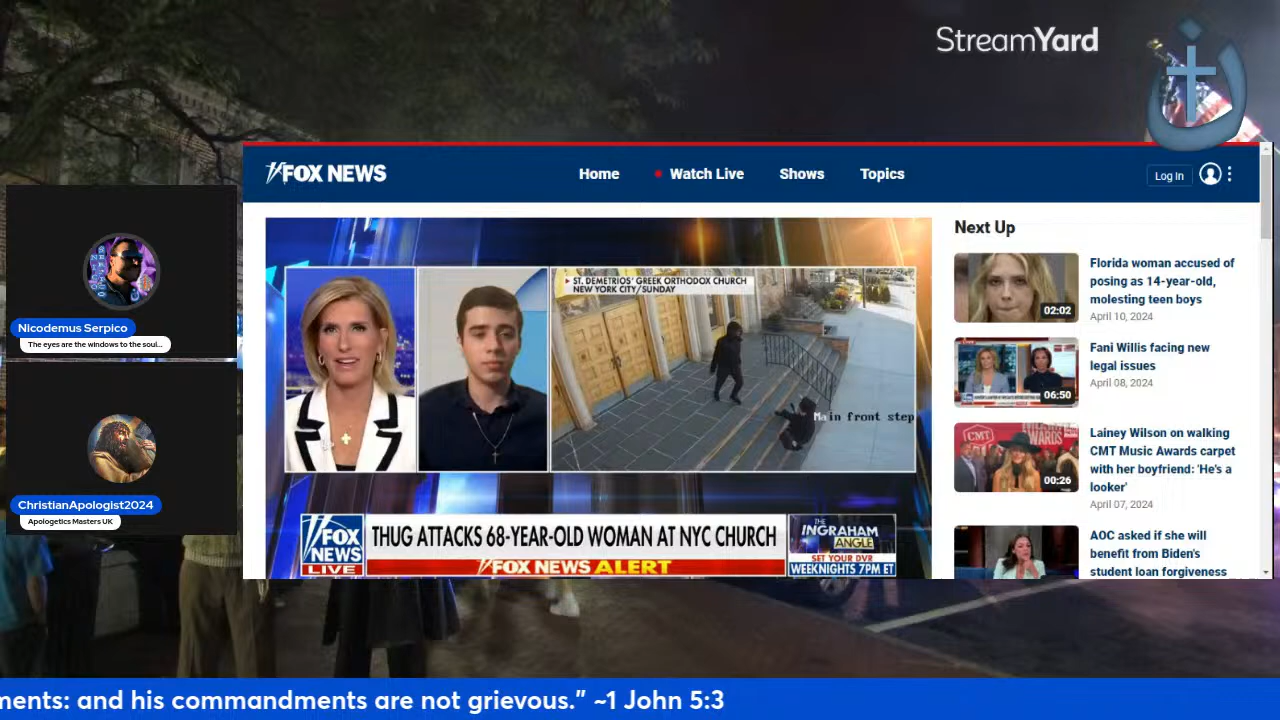 StreamYard
ن
FOX NEWS
Home
Watch Live
Shows
Topics
Log In
Next Up
ST. DEMETRIOS' GREEK ORTHODOX CHURCH
NEW YORK CITY/SUNDAY
Main front step
FOX
NEWS
LIVE
THUG ATTACKS 68-YEAR-OLD WOMAN AT NYC CHURCH
FOX NEWS ALERT
THE
INGRAHAM
ANGLE
SET YOUR DVR
WEEKNIGHTS 7PM ET
02:02
Florida woman accused of
posing as 14-year-old,
molesting teen boys
April 10, 2024
06:50
Fani Willis facing new
legal issues
April 08, 2024
CMT
AWARDS
00:26
Lainey Wilson on walking
CMT Music Awards carpet
with her boyfriend: 'He's a
looker'
April 07, 2024
AOC asked if she will
benefit from Biden's
student loan forgiveness
Nicodemus Serpico
The eyes are the windows to the soul...
ChristianApologist2024
Apologetics Masters UK
ments: and his commandments are not grievous.” ~1 John 5:3